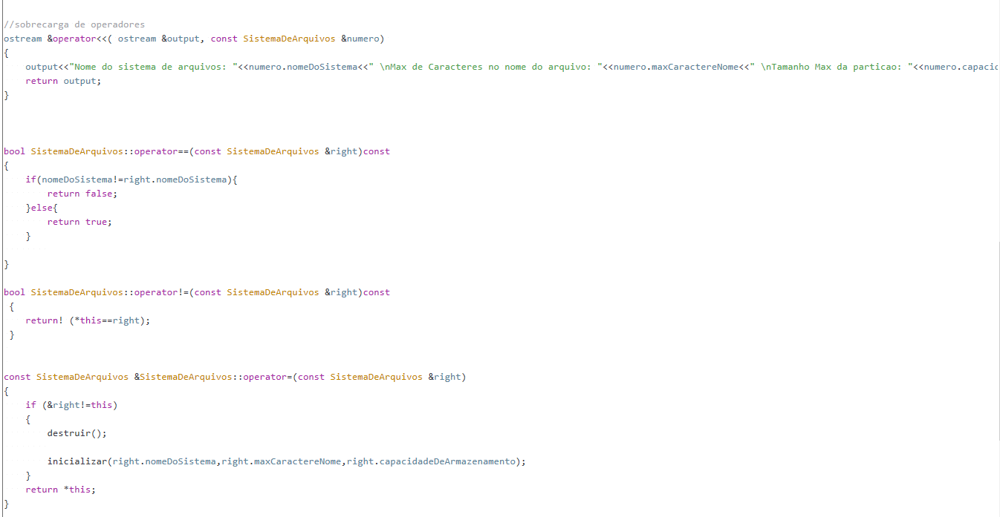 //sobrecarga de operadores
ostream &operator<<( ostream &output, const SistemaDeArquivos &numero)
{
    output<<"Nome do sistema de arquivos: "<<numero.nomeDoSistema<<" \nMax de Caracteres no nome do arquivo: "<<numero.maxCaractereNome<<" \nTamanho Max da particao: "<<numero.capacid
    return output;
}
bool SistemaDeArquivos::operator==(const SistemaDeArquivos &right)const
{
    if(nomeDoSistema!=right.nomeDoSistema){
        return false;
    }else{
        return true;
    }
}
bool SistemaDeArquivos::operator!=(const SistemaDeArquivos &right)const
 {
    return! (*this==right);
 }
const SistemaDeArquivos &SistemaDeArquivos::operator=(const SistemaDeArquivos &right)
{
    if (&right!=this)
    {
        destruir();
        inicializar(right.nomeDoSistema,right.maxCaractereNome,right.capacidadeDeArmazenamento);
    }
    return *this;
}